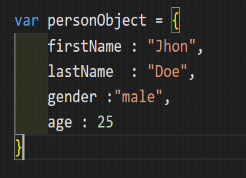 var personObject = {
firstName : "Jhon",
lastName  : "Doe",
gender :"male",
age : 25
}